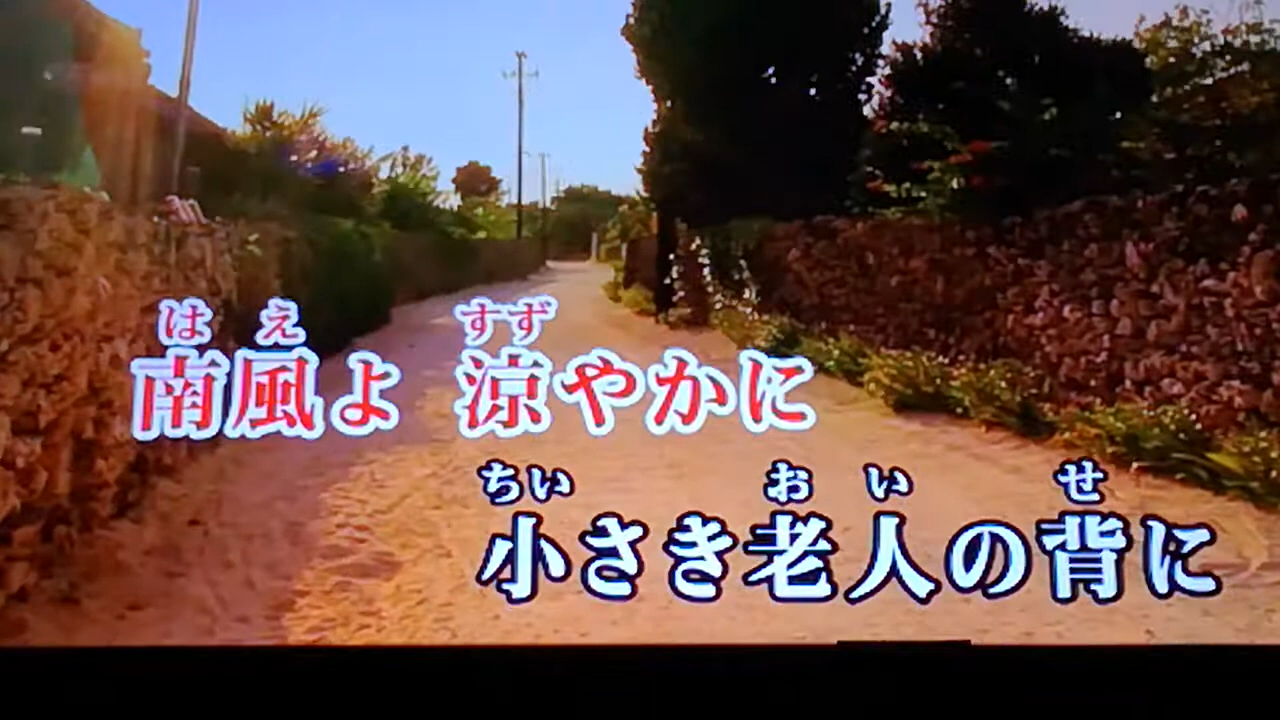 は え すず
南風よ 涼やかに
ちい お い せ
小さき老人の背に